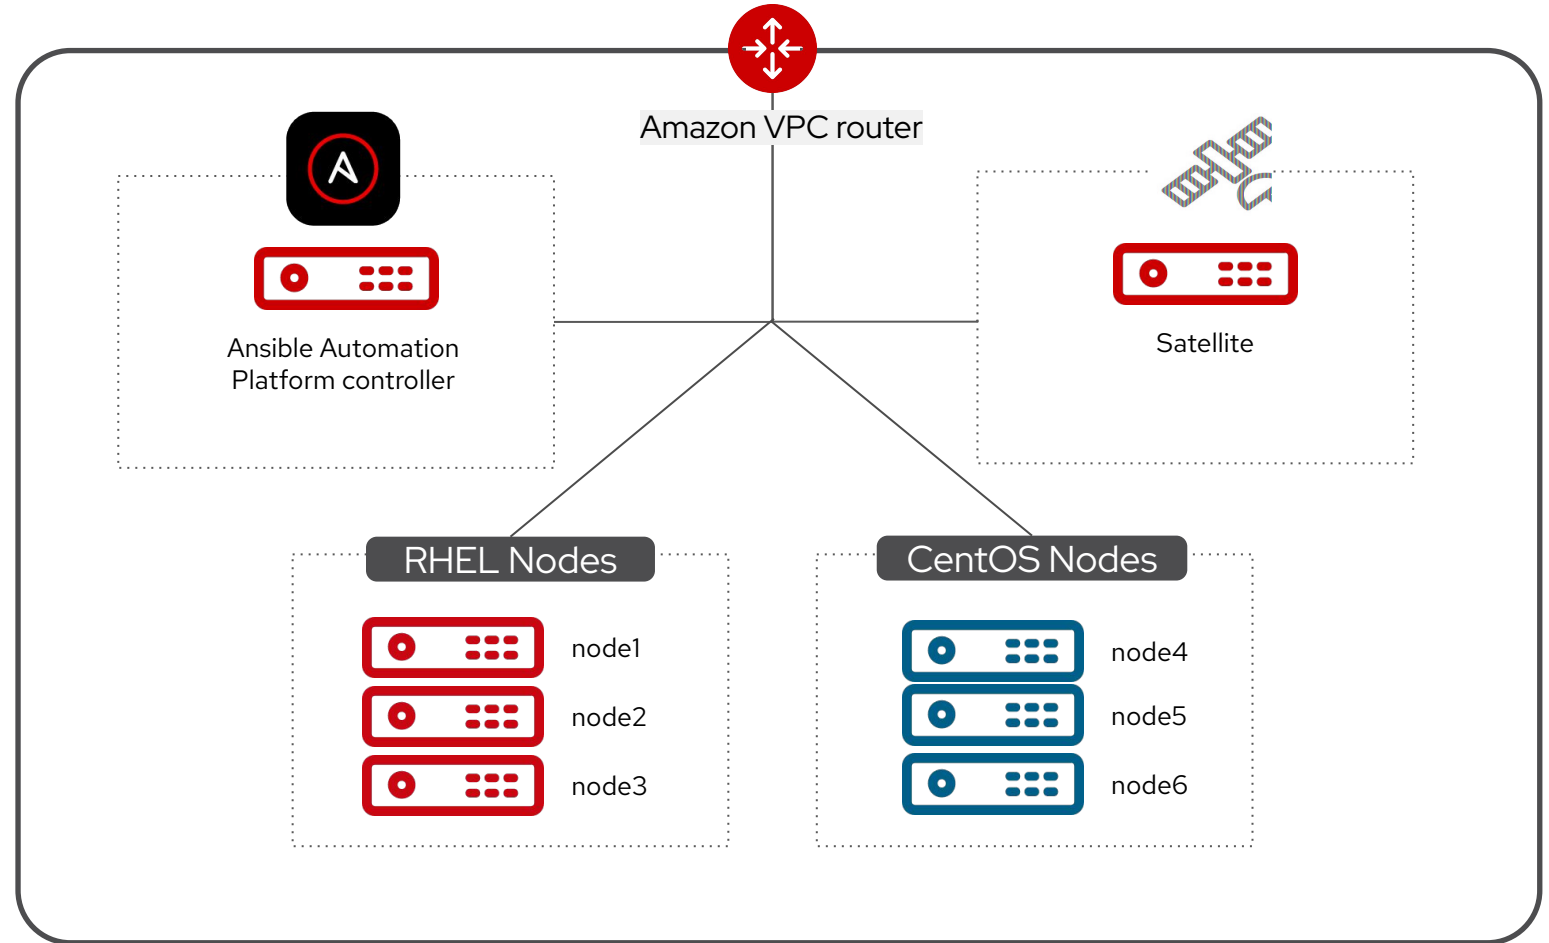 Amazon VPC router
Ansible Automation
Platform controller
Satellite
RHEL Nodes
node1
node2
node3
CentOS Nodes
node4
node5
node6